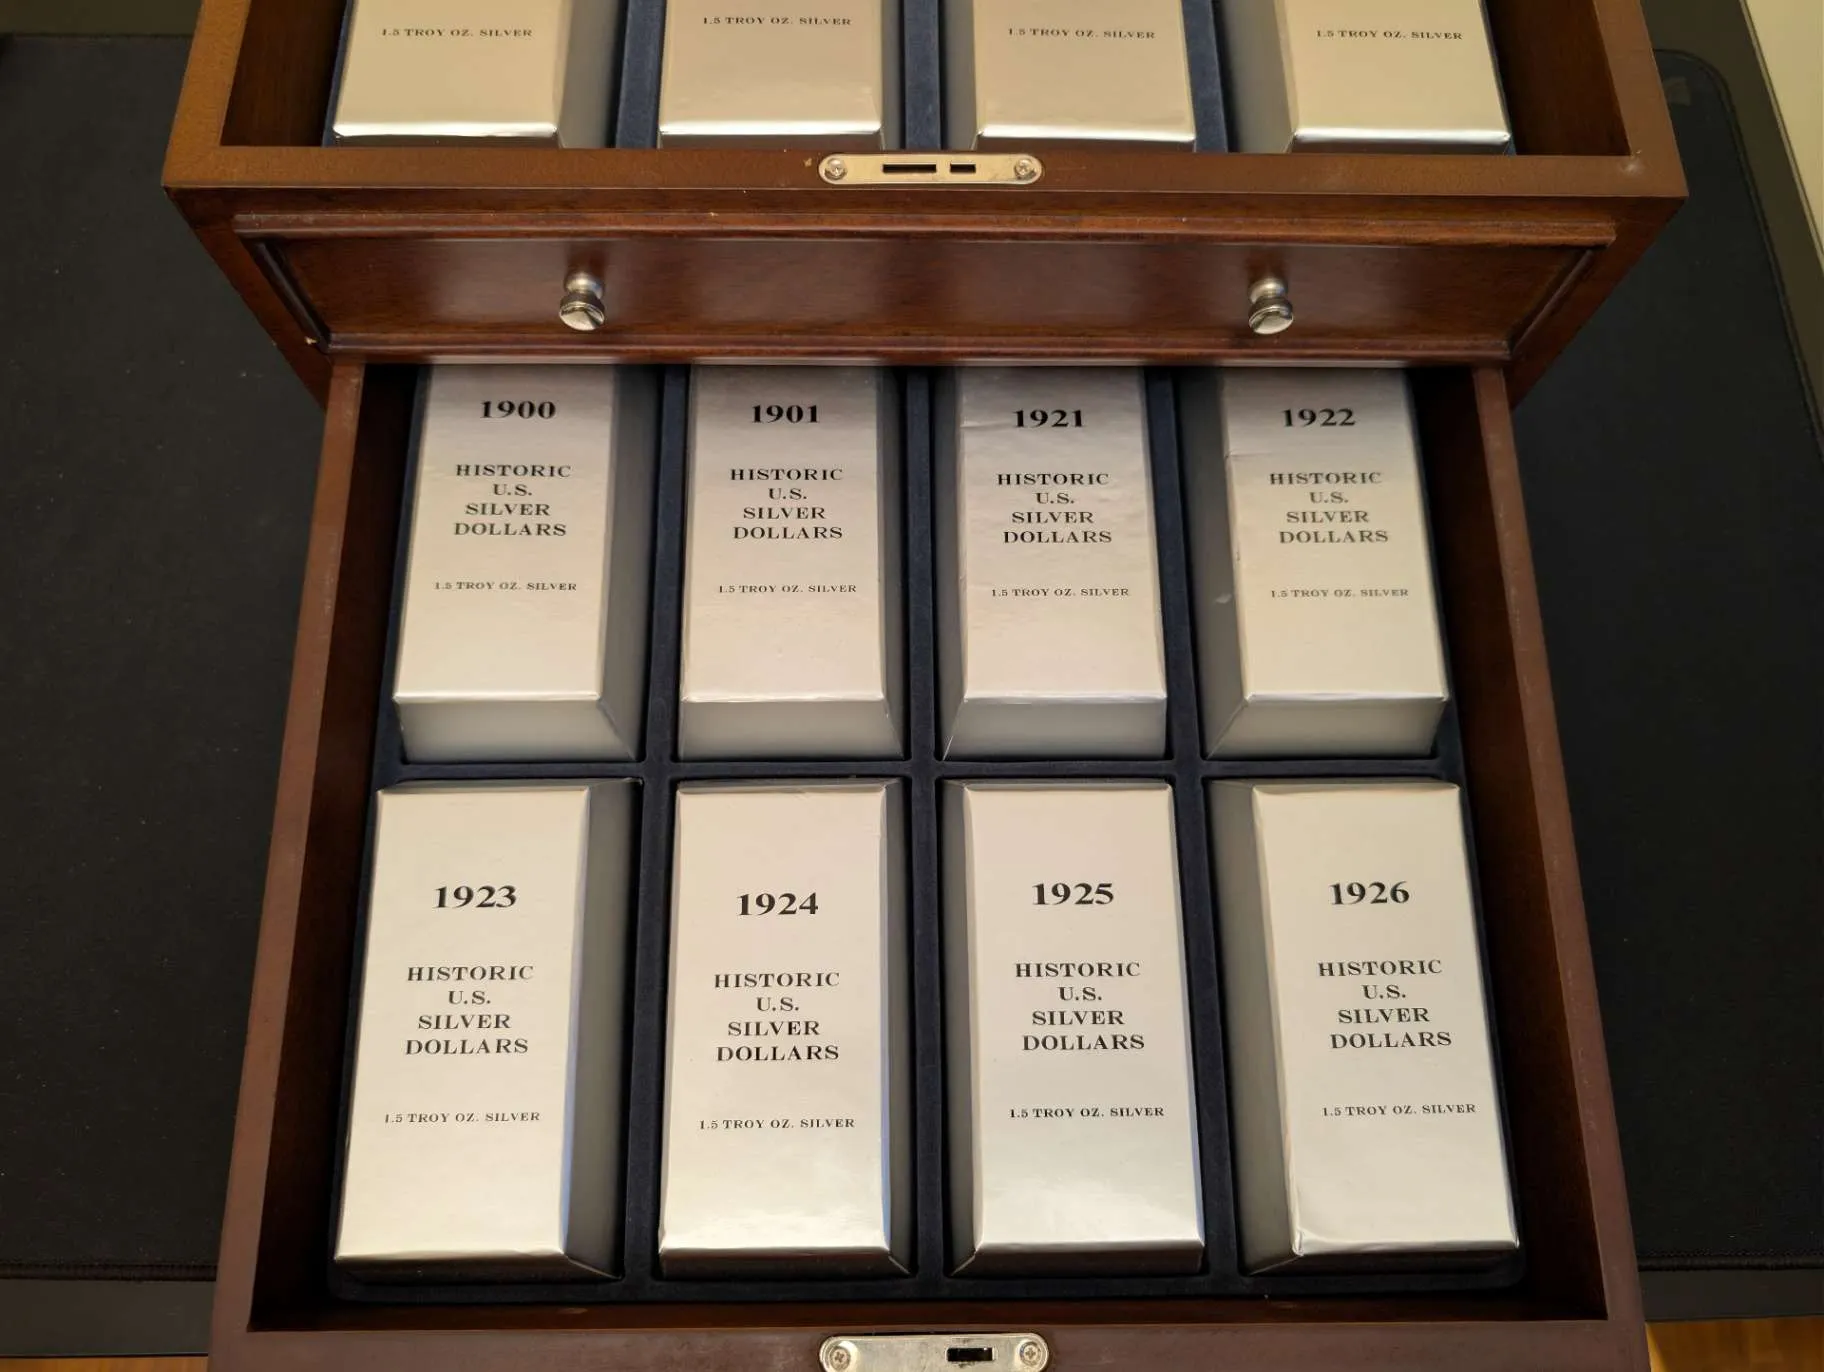 1.5 TROY OZ. SILVER
1.5 TROY OZ. SILVER
1.5 TROY OZ. SILVER
1.5 TROY OZ. SILVER
1900
HISTORIC
U.S.
SILVER
DOLLARS
1.5 TROY OZ. SILVER
1901
HISTORIC
U.S.
SILVER
DOLLARS
1.5 TROY OZ. SILVER
1921
HISTORIC
U.S.
SILVER
DOLLARS
1.5 TROY OZ. SILVER
1922
HISTORIC
U.S.
SILVER
DOLLARS
1.5 TROY OZ. SILVER
1923
HISTORIC
U.S.
SILVER
DOLLARS
1.5 TROY OZ. SILVER
1924
HISTORIC
U.S.
SILVER
DOLLARS
1.5 TROY OZ. SILVER
1925
HISTORIC
U.S.
SILVER
DOLLARS
1.5 TROY OZ. SILVER
1926
HISTORIC
U.S.
SILVER
DOLLARS
1.5 TROY OZ. SILVER